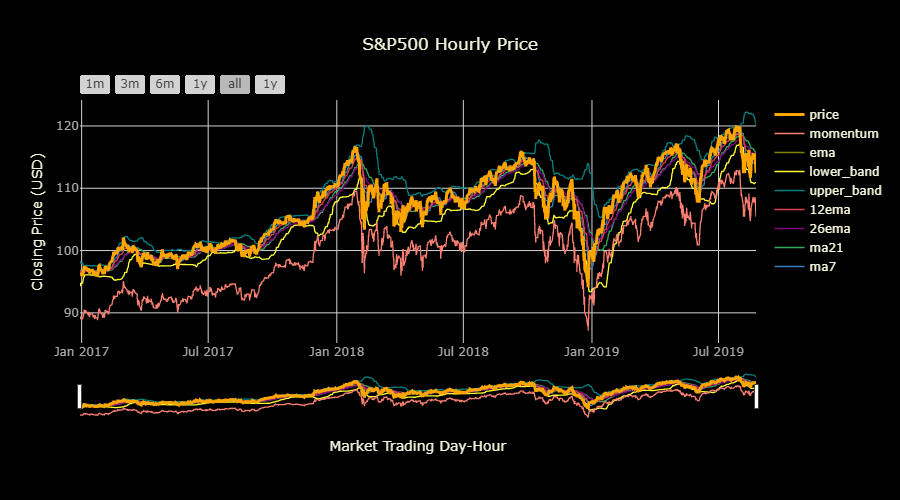 S&P500 Hourly Price
1m 3m 6m 1y all 1y
Closing Price (USD)
120
110
100
90
Jan 2017 Jul 2017 Jan 2018 Jul 2018 Jan 2019 Jul 2019
price
momentum
ema
lower_band
upper_band
12ema
26ema
ma21
ma7
Market Trading Day-Hour